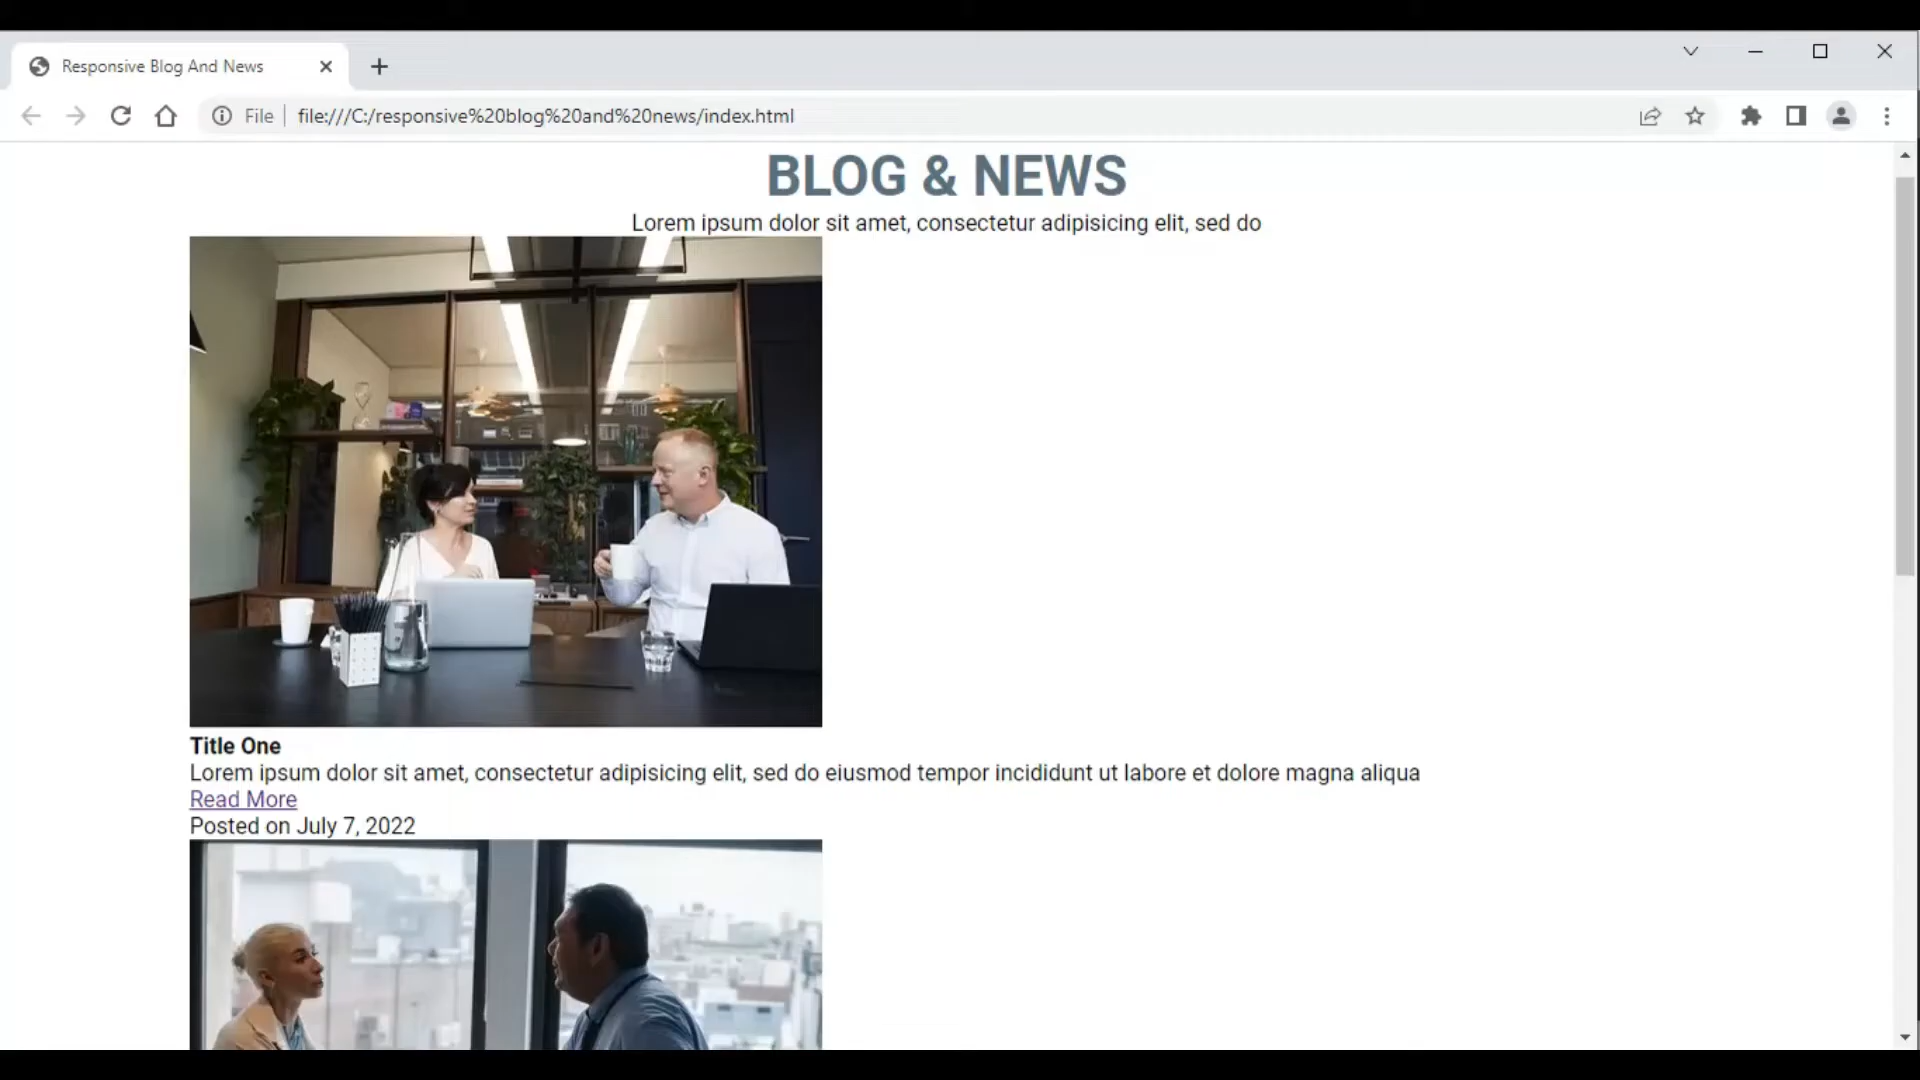 Responsive Blog And News
File
file:///C:/responsive%20blog%20and%20news/index.html
BLOG & NEWS
Lorem ipsum dolor sit amet, consectetur adipisicing elit, sed do
Title One
Lorem ipsum dolor sit amet, consectetur adipisicing elit, sed do eiusmod tempor incididunt ut labore et dolore magna aliqua
Read More
Posted on July 7, 2022